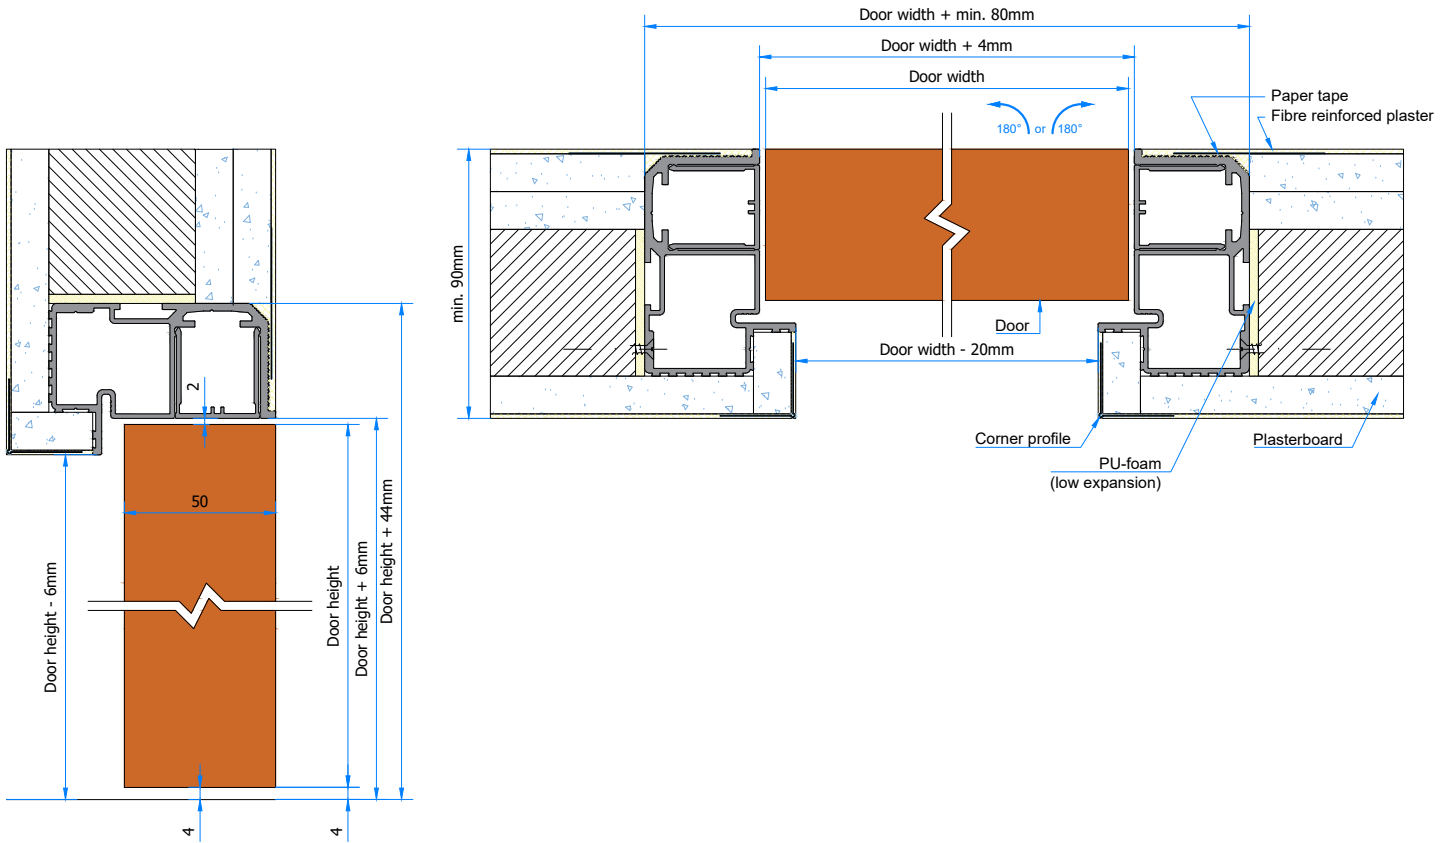 Door width + min. 80mm
Door width + 4mm
Door width
180° or 180°
Paper tape
Fibre reinforced plaster
min. 90mm
Door
Door width - 20mm
Corner profile
Plasterboard
PU-foam
(low expansion)
2
50
Door height - 6mm
Door height
Door height + 6mm
Door height + 44mm
4
4